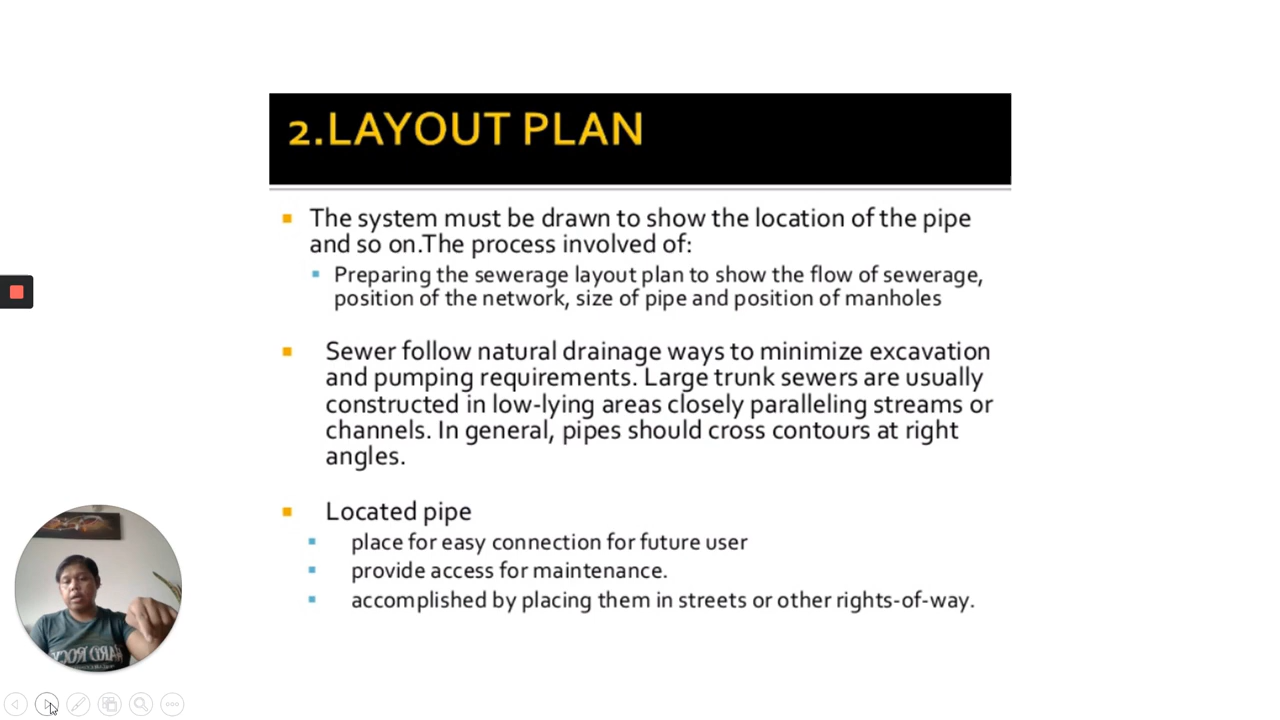 2.LAYOUT PLAN
The system must be drawn to show the location of the pipe
and so on.The process involved of:
Preparing the sewerage layout plan to show the flow of sewerage,
position of the network, size of pipe and position of manholes
Sewer follow natural drainage ways to minimize excavation
and pumping requirements. Large trunk sewers are usually
constructed in low-lying areas closely paralleling streams or
channels. In general, pipes should cross contours at right
angles.
Located pipe
place for easy connection for future user
provide access for maintenance.
accomplished by placing them in streets or other rights-of-way.
HARD ROCK